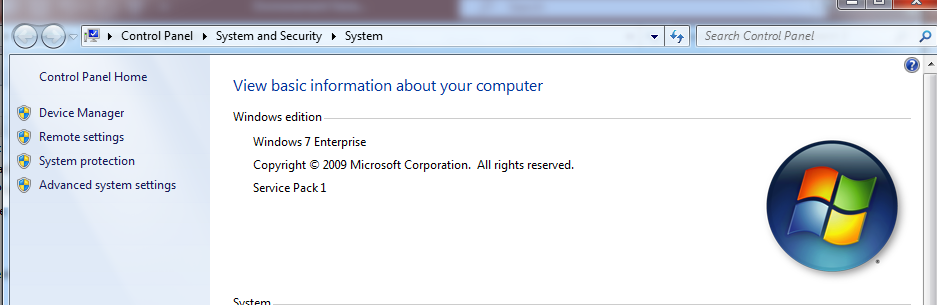 Control Panel System and Security System
Search Control Panel
Control Panel Home
Device Manager
Remote settings
System protection
Advanced system settings
View basic information about your computer
Windows edition
Windows 7 Enterprise
Copyright © 2009 Microsoft Corporation. All rights reserved.
Service Pack 1
System